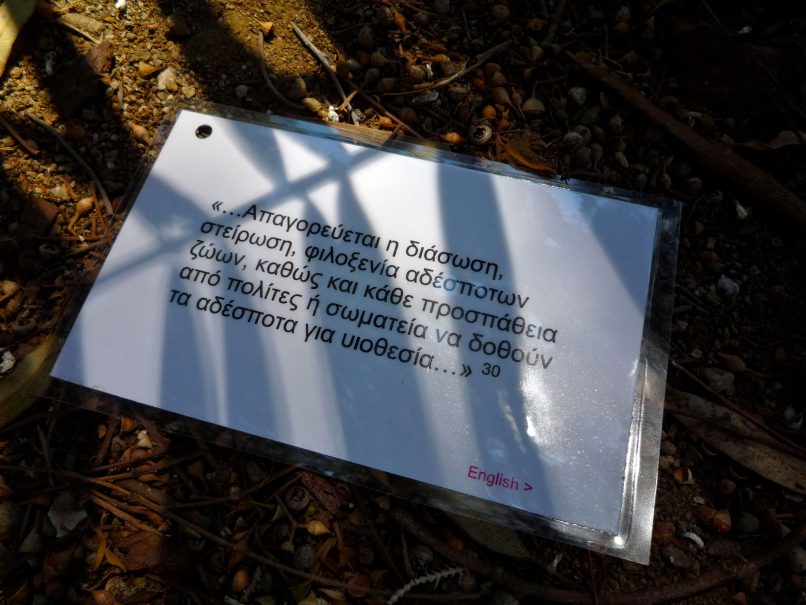 «...Απαγορεύεται η διάσωση,
στείρωση, φιλοξενία αδέσποτων
ζώων, καθώς και κάθε προσπάθεια
από πολίτες ή σωματεία να δοθούν
τα αδέσποτα για υιοθεσία...» 30
English >